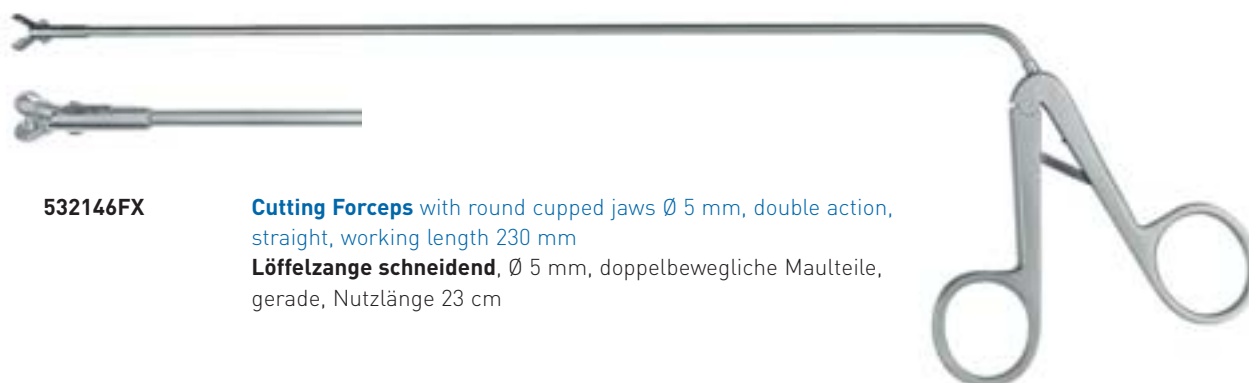 532146FX
Cutting Forceps with round cupped jaws Ø 5 mm, double action,
straight, working length 230 mm
Löffelzange schneidend, Ø 5 mm, doppelbewegliche Maulteile,
gerade, Nutzlänge 23 cm